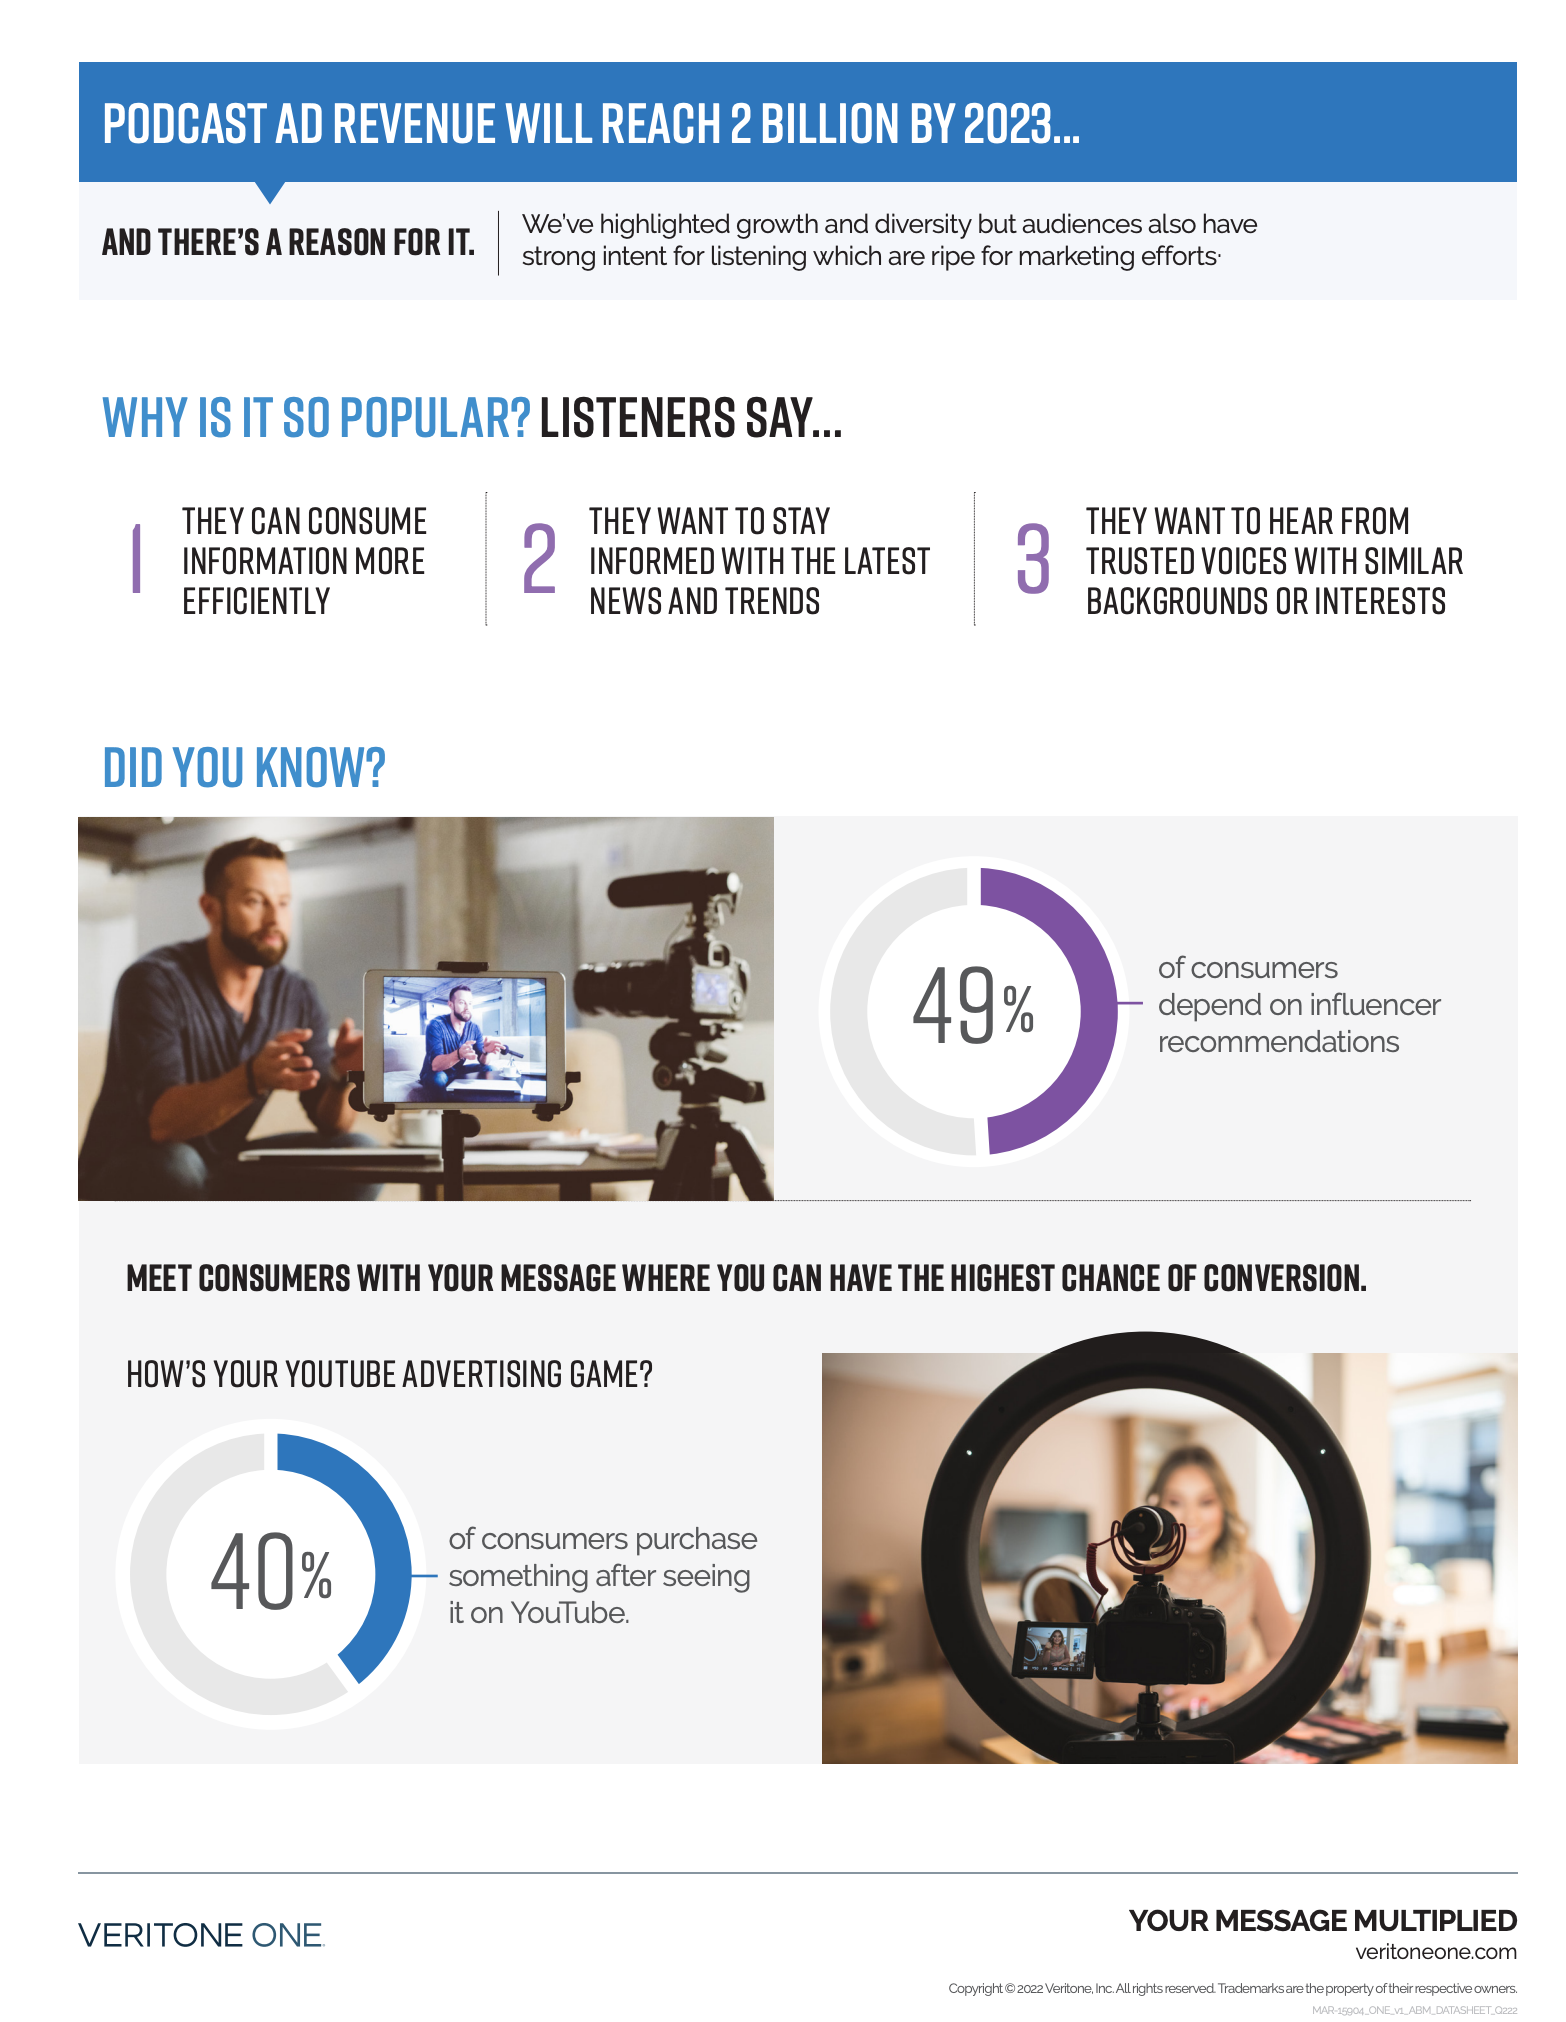 PODCAST AD REVENUE WILL REACH 2 BILLION BY 2023...
AND THERE'S A REASON FOR IT.
We've highlighted growth and diversity but audiences also have
strong intent for listening which are ripe for marketing efforts.
WHY IS IT SO POPULAR? LISTENERS SAY...
1
THEY CAN CONSUME
INFORMATION MORE
EFFICIENTLY
2
THEY WANT TO STAY
INFORMED WITH THE LATEST
NEWS AND TRENDS
3
THEY WANT TO HEAR FROM
TRUSTED VOICES WITH SIMILAR
BACKGROUNDS OR INTERESTS
DID YOU KNOW?
49%
of consumers
depend on influencer
recommendations
MEET CONSUMERS WITH YOUR MESSAGE WHERE YOU CAN HAVE THE HIGHEST CHANCE OF CONVERSION.
HOW'S YOUR YOUTUBE ADVERTISING GAME?
40%
of consumers purchase
something after seeing
it on YouTube.
VERITONE ONE
YOUR MESSAGE MULTIPLIED
veritoneone.com
Copyright © 2022 Veritone, Inc. All rights reserved. Trademarks are the property of their respective owners.
MAR-15904_ONE_v1_ABM_DATASHEET_Q222